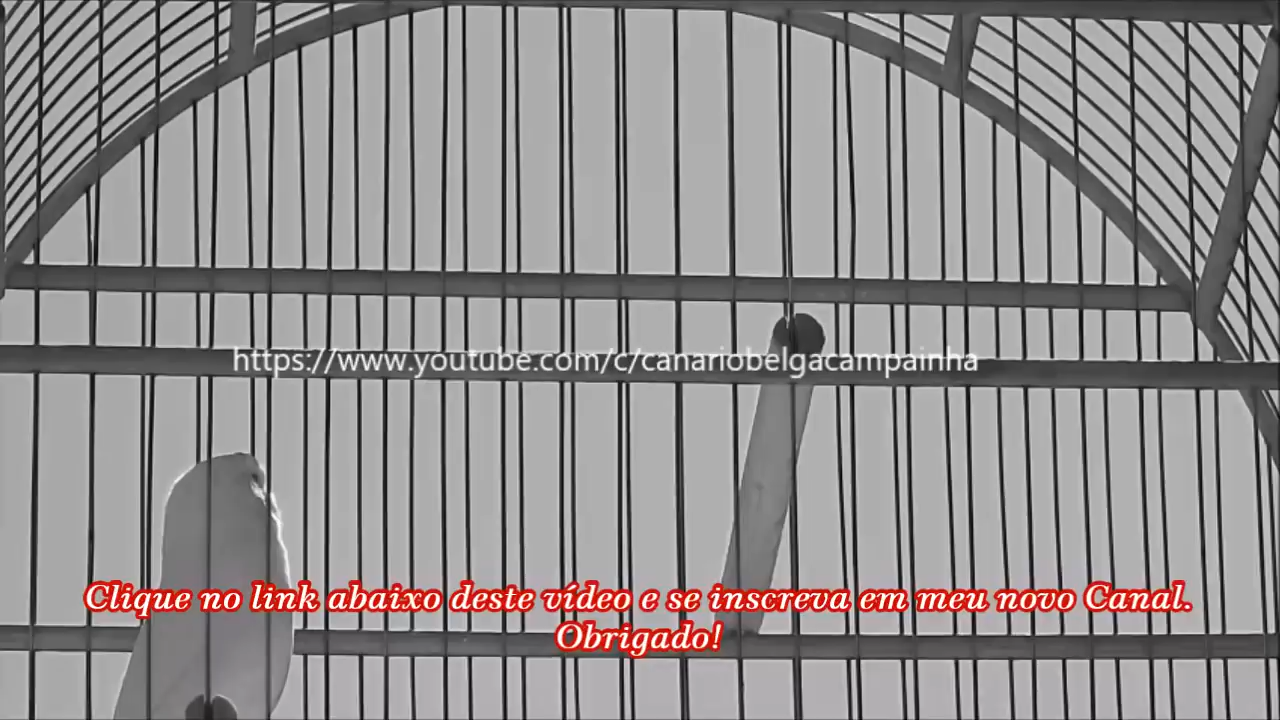 https://www.youtube.com/c/canariobelgacampainha
Clique no link abaixo deste vídeo e se inscreva em meu novo Canal.
Obrigado!